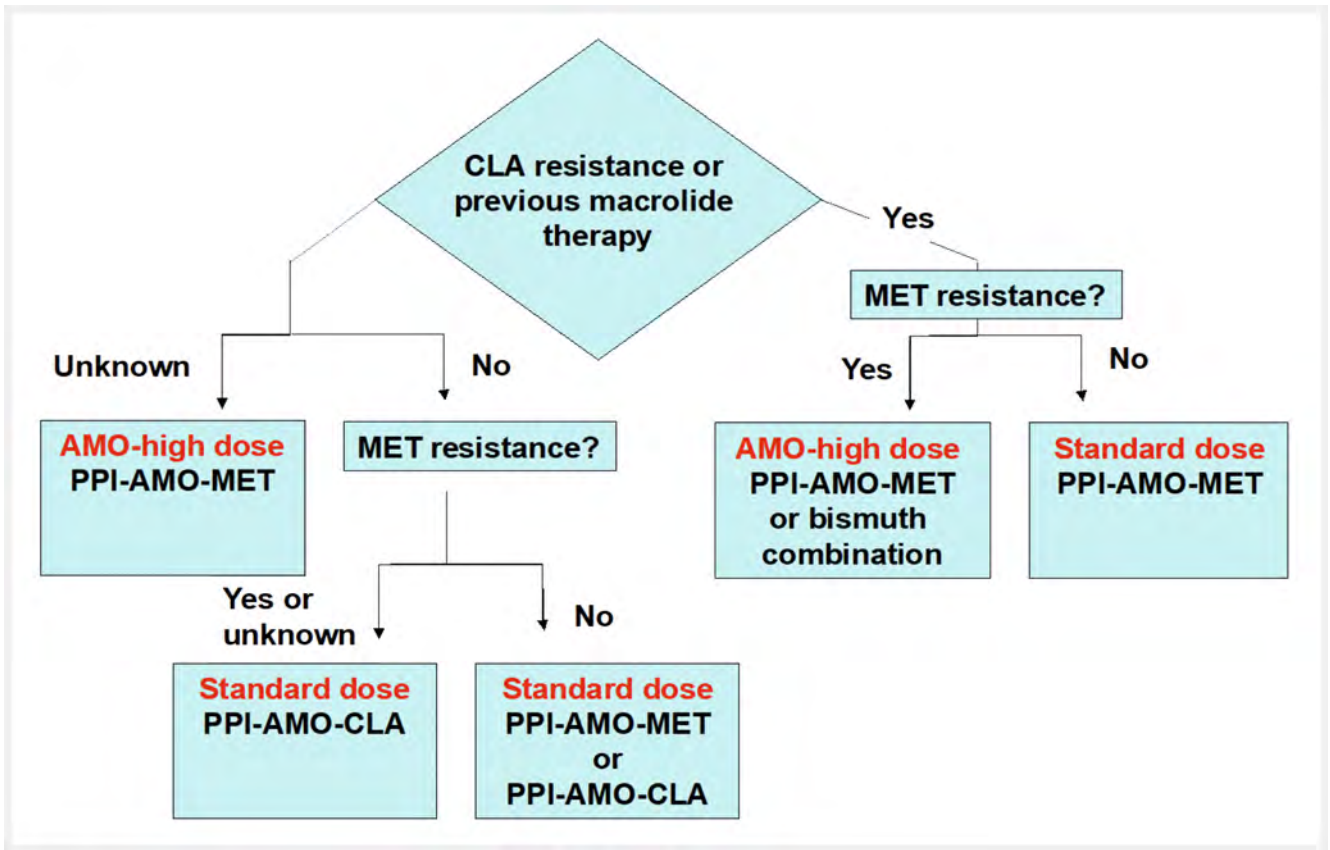 CLA resistance or
previous macrolide
therapy
Yes
MET resistance?
Unknown
No
Yes
No
AMO-high dose
PPI-AMO-MET
MET resistance?
AMO-high dose
PPI-AMO-MET
or bismuth
combination
Standard dose
PPI-AMO-MET
Yes or
unknown
No
Standard dose
PPI-AMO-CLA
Standard dose
PPI-AMO-MET
or
PPI-AMO-CLA